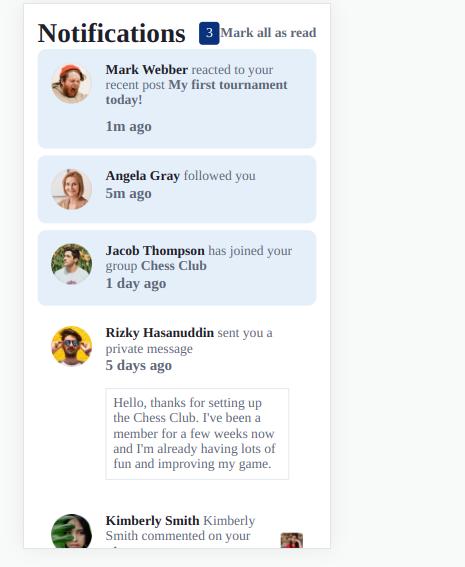 Notifications 3 Mark all as read
Mark Webber reacted to your
recent post My first tournament
today!
1m ago
Angela Gray followed you
5m ago
Jacob Thompson has joined your
group Chess Club
1 day ago
Rizky Hasanuddin sent you a
private message
5 days ago
Hello, thanks for setting up
the Chess Club. I've been a
member for a few weeks now
and I'm already having lots of
fun and improving my game.
Kimberly Smith Kimberly
Smith commented on your